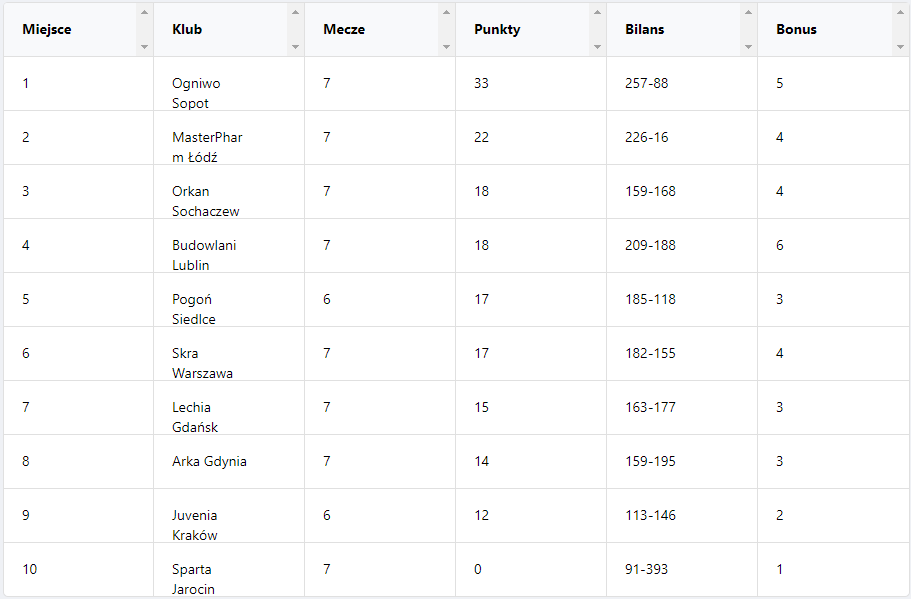 Miejsce Klub Mecze Punkty Bilans Bonus
1 Ogniwo 7 33 257-88 5
Sopot
2 MasterPhar 7 22 226-16 4
m Łódź
3 Orkan 7 18 159-168 4
Sochaczew
4 Budowlani 7 18 209-188 6
Lublin
5 Pogoń 6 17 185-118 3
Siedlce
6 Skra 7 17 182-155 4
Warszawa
7 Lechia 7 15 163-177 3
Gdańsk
8 Arka Gdynia 7 14 159-195 3
9 Juvenia 6 12 113-146 2
Kraków
10 Sparta 7 0 91-393 1
Jarocin